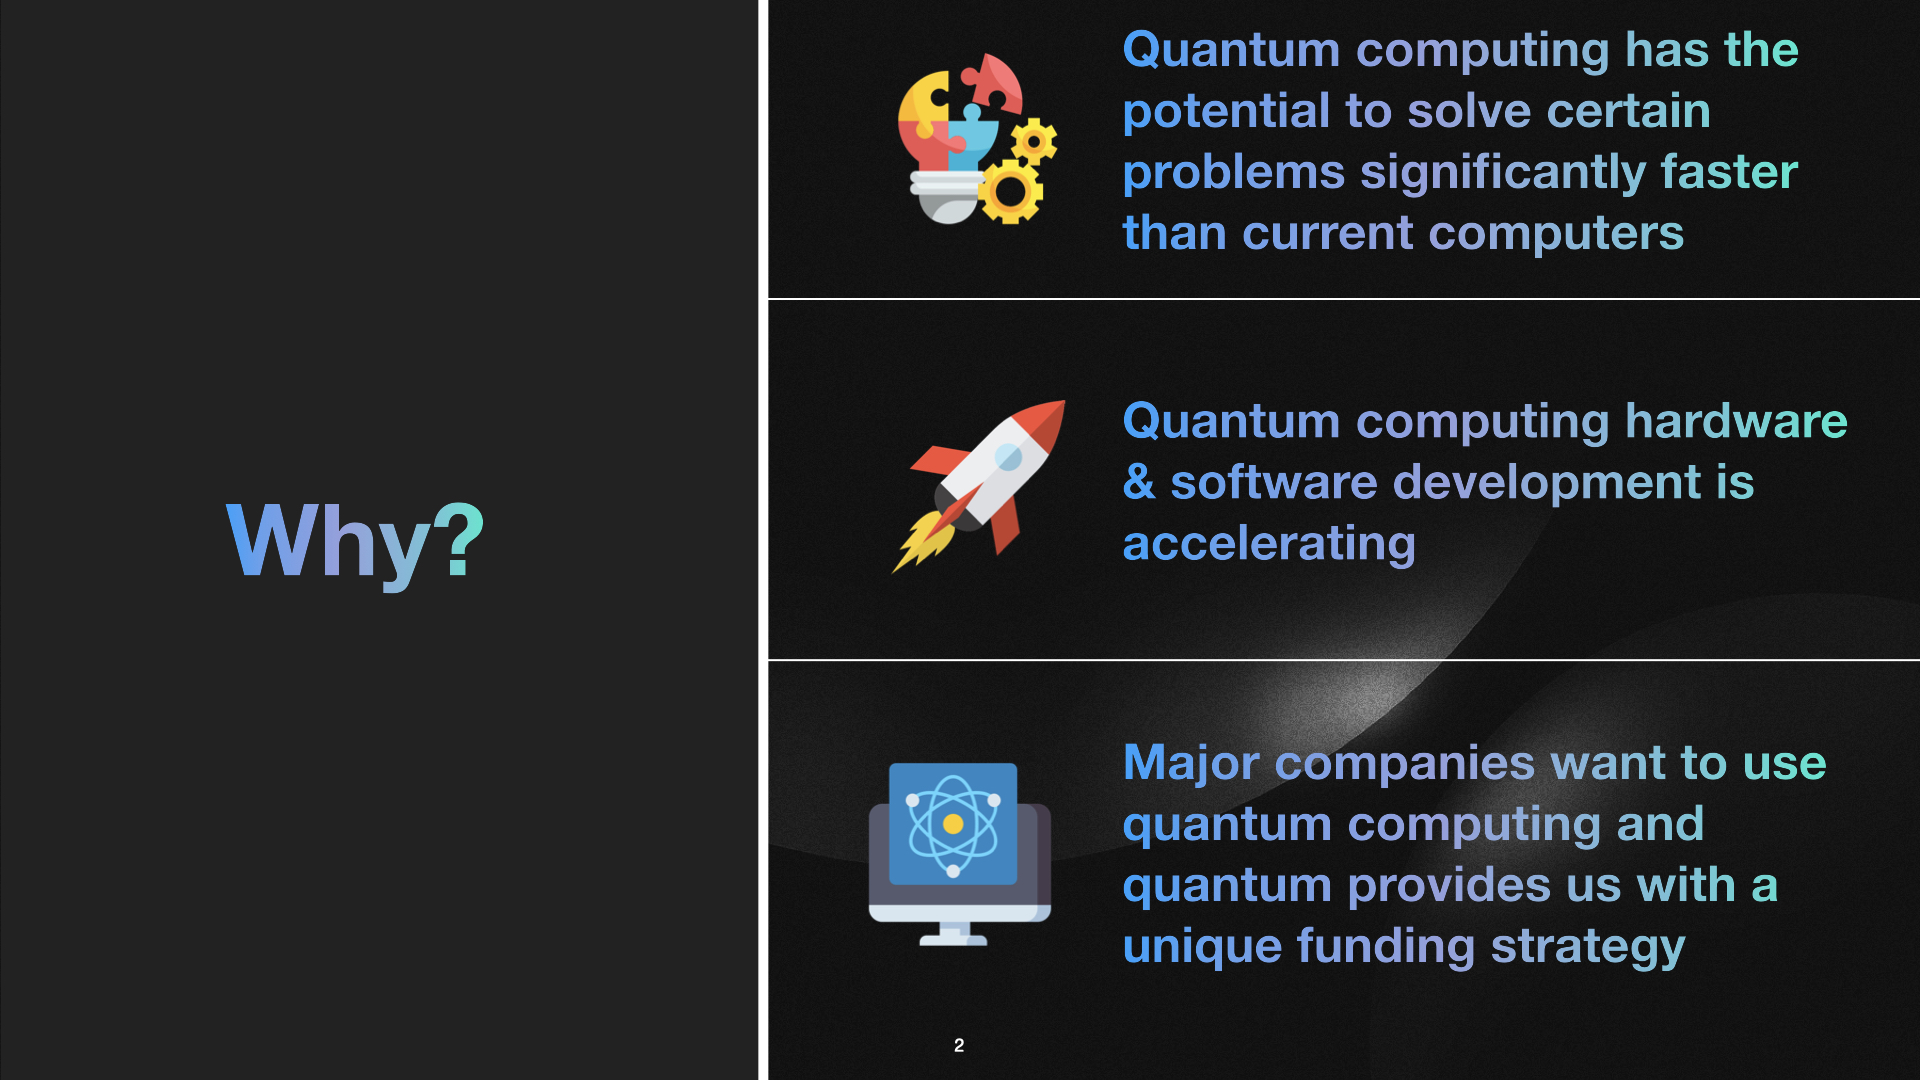 Why?
Quantum computing has the
potential to solve certain
problems significantly faster
than current computers
Quantum computing hardware
& software development is
accelerating
Major companies want to use
quantum computing and
quantum provides us with a
unique funding strategy
2